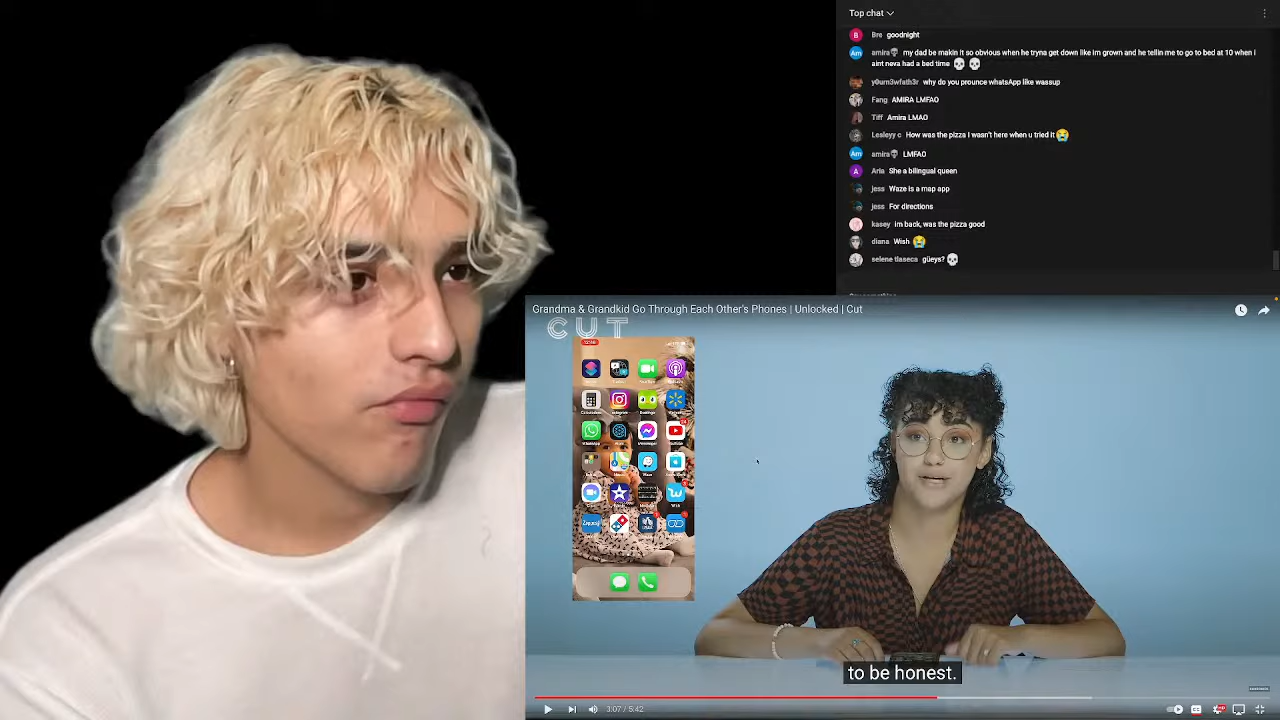 Top chat
Bre goodnight
amira💀 my dad be makin it so obvious when he tryna get down like im grown and he tellin me to go to bed at 10 when i
aint neva had a bed time 💀 💀
y0urm3wfath3r why do you prounce whatsApp like wassup
Fang AMIRA LMFAO
Tiff Amira LMAO
Lesleyy c How was the pizza I wasn't here when u tried it😭
amira💀 LMFAO
Aria She a bilingual queen
jess Waze is a map app
jess For directions
kasey im back, was the pizza good
diana Wish 😭
selene tlaseca güeys? 💀
Grandma & Grandkid Go Through Each Other's Phones | Unlocked | Cut
CUT
to be honest.
3:07 / 5:42